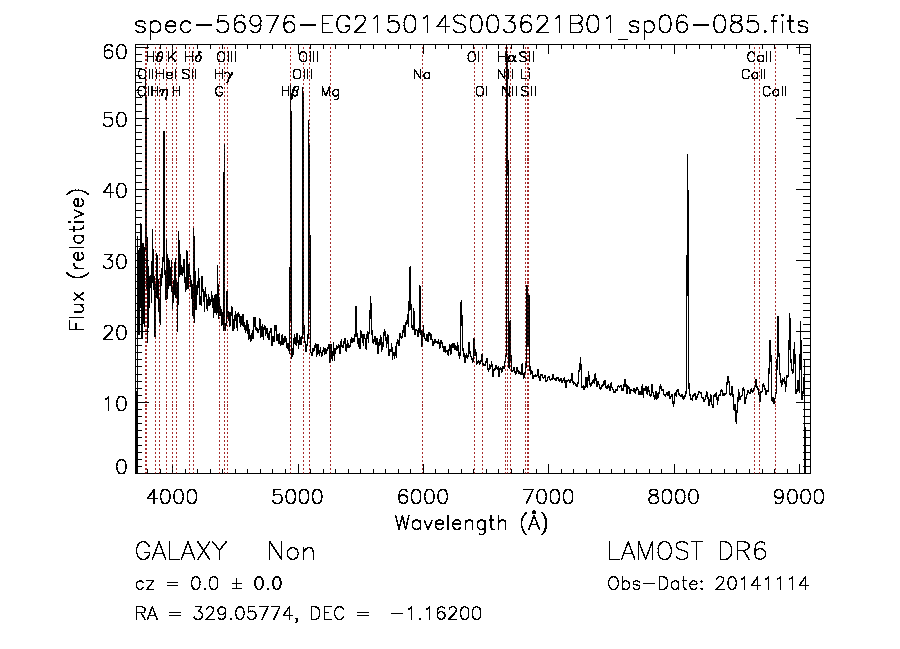 spec-56976-EG215014S003621B01_sp06-085.fits
Hθ K Hδ OIII OIII OI Hα SII CaII
OII HeI SII Hγ OIII Na NII Li CaII
OII Hη H G Hβ Mg OI NII SII CaII
60
50
40
30
20
10
0
Flux (relative)
4000 5000 6000 7000 8000 9000
Wavelength (Å)
GALAXY Non LAMOST DR6
cz = 0.0 ± 0.0 Obs-Date: 20141114
RA = 329.05774, DEC = -1.16200